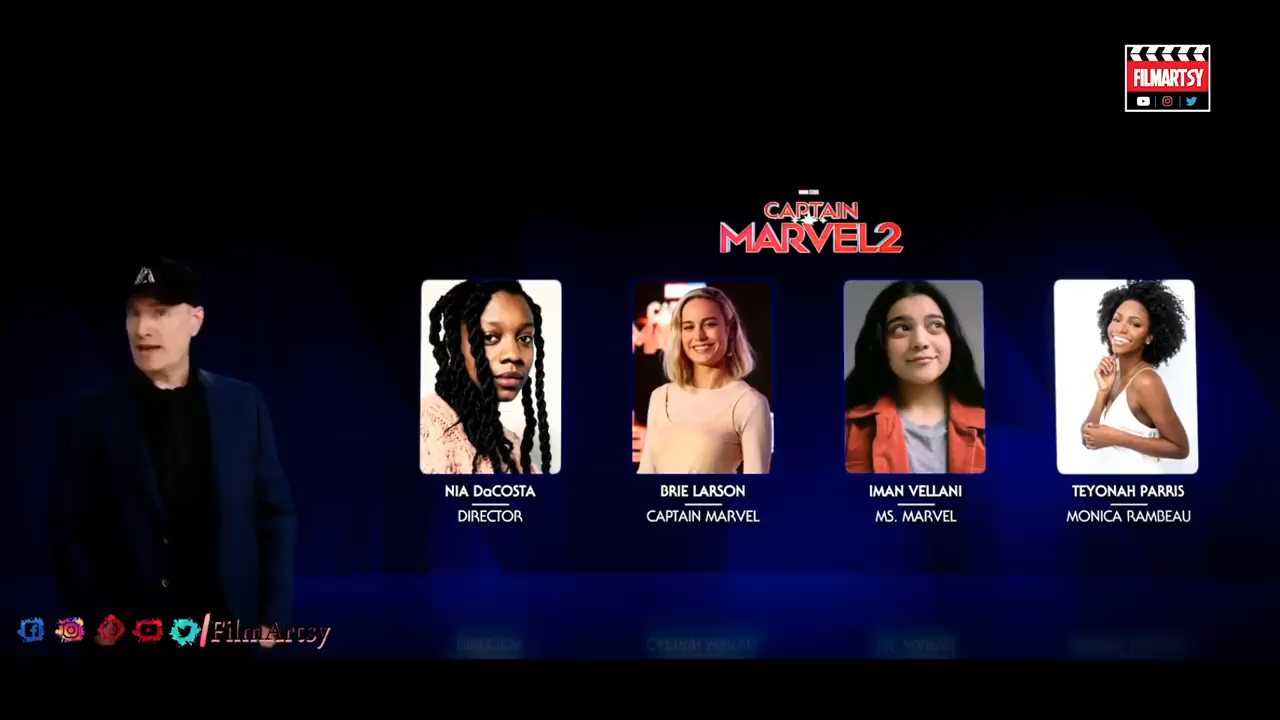 FILMARTSY
CAPTAIN
MARVEL2
NIA DaCOSTA
DIRECTOR
BRIE LARSON
CAPTAIN MARVEL
IMAN VELLANI
MS. MARVEL
TEYONAH PARRIS
MONICA RAMBEAU
/FilmArtsy